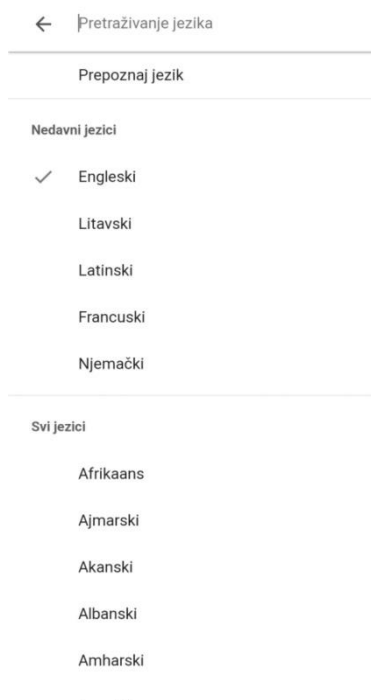 Pretraživanje jezika
Prepoznaj jezik
Nedavni jezici
Engleski
Litavski
Latinski
Francuski
Njemački
Svi jezici
Afrikaans
Ajmarski
Akanski
Albanski
Amharski